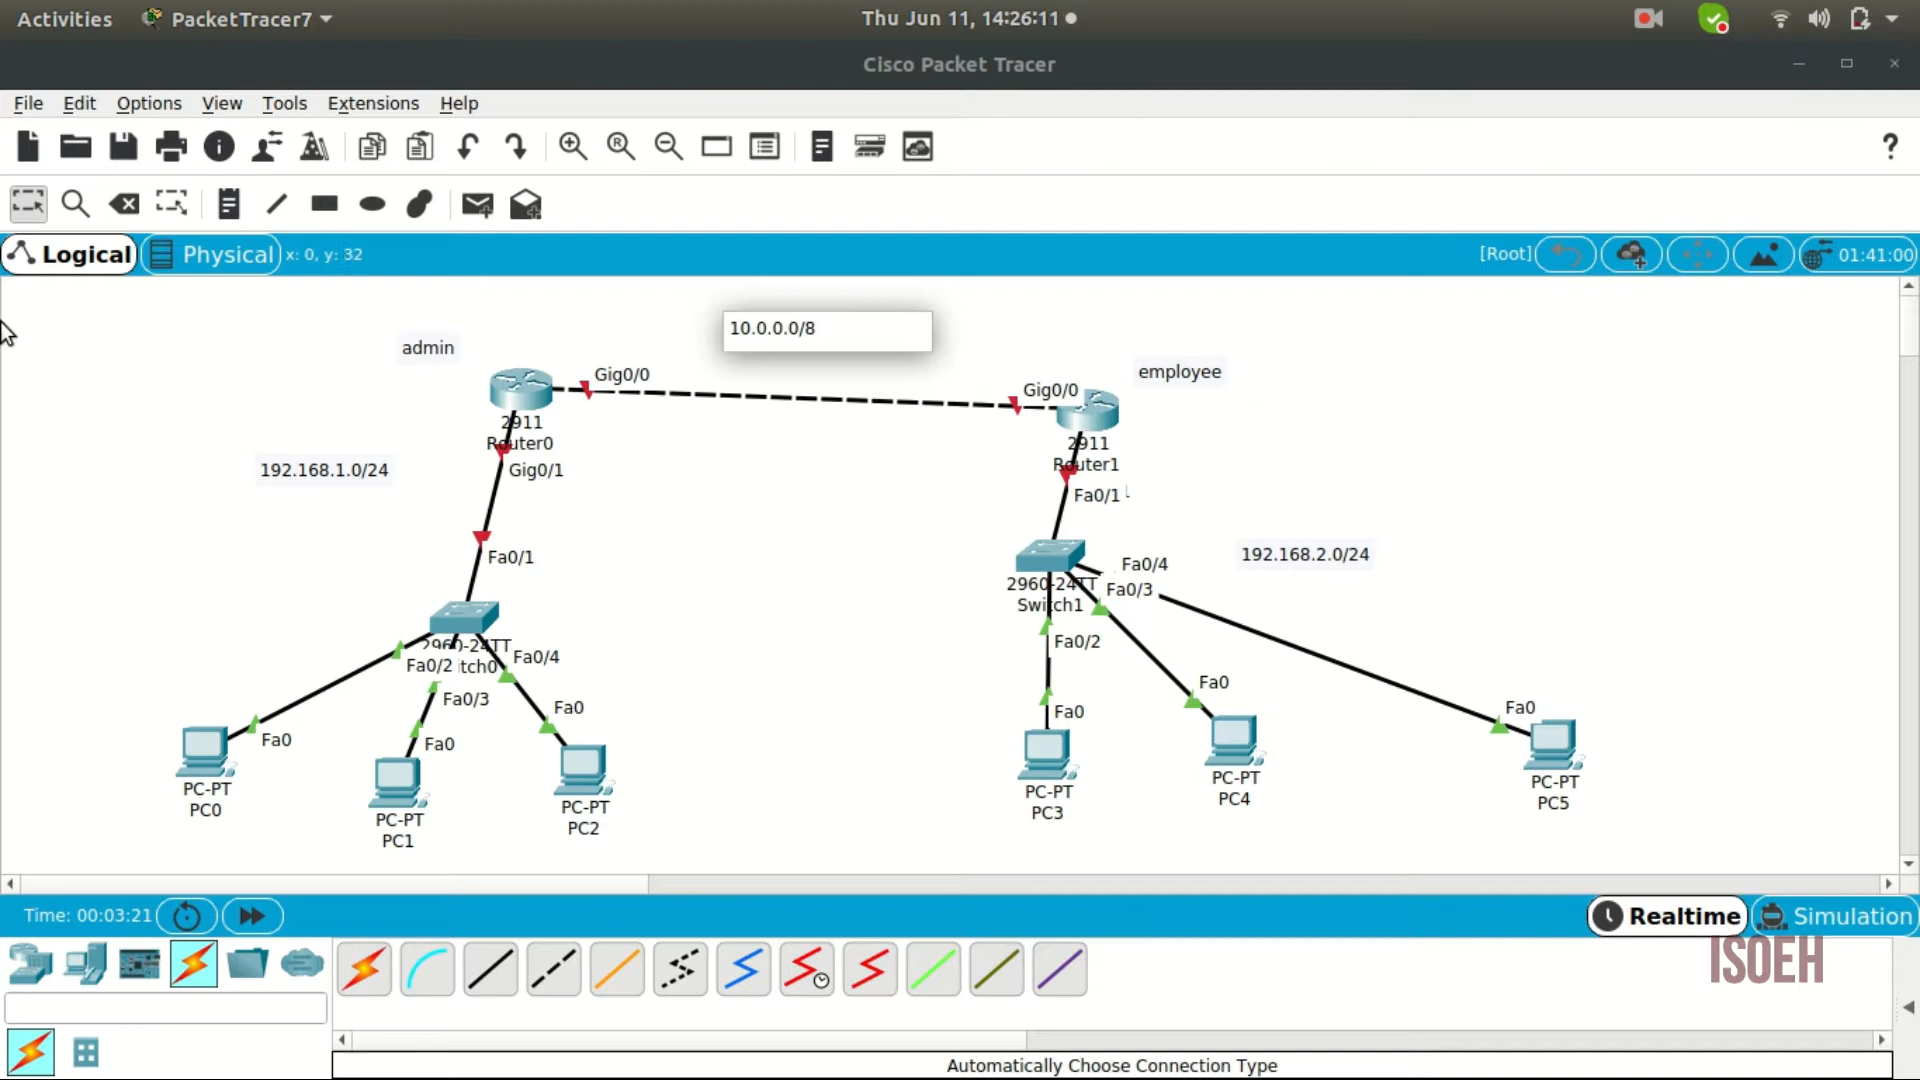 Activities PacketTracer7 Thu Jun 11, 14:26:11
Cisco Packet Tracer
File Edit Options View Tools Extensions Help
Logical Physical x: 0, y: 32 [Root] 01:41:00
10.0.0.0/8
admin
employee
Gig0/0
Gig0/0
2911
Router0
2911
Router1
192.168.1.0/24
Gig0/1
Fa0/1
Fa0/1
192.168.2.0/24
Fa0/4
2960-24TT
Fa0/3
Switch1
Fa0/2
2960-24TT
Fa0/2 itch0
Fa0/4
Fa0/3
Fa0
Fa0
Fa0
Fa0
Fa0
Fa0
PC-PT
PC0
PC-PT
PC1
PC-PT
PC2
PC-PT
PC3
PC-PT
PC4
PC-PT
PC5
Time: 00:03:21 Realtime Simulation
ISOEH
Automatically Choose Connection Type